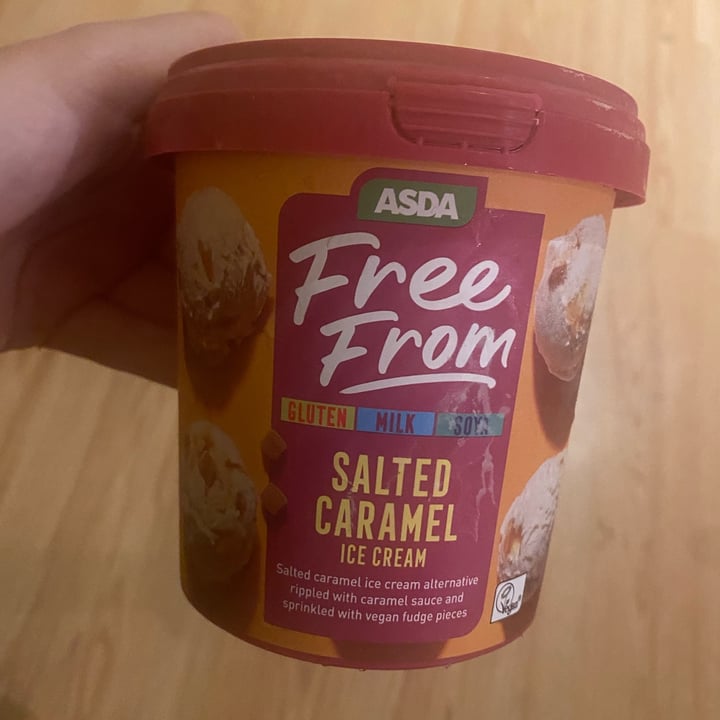 ASDA
Free
From
GLUTEN MILK SOYA
SALTED
CARAMEL
ICE CREAM
Salted caramel ice cream alternative
rippled with caramel sauce and
sprinkled with vegan fudge pieces
Vegan